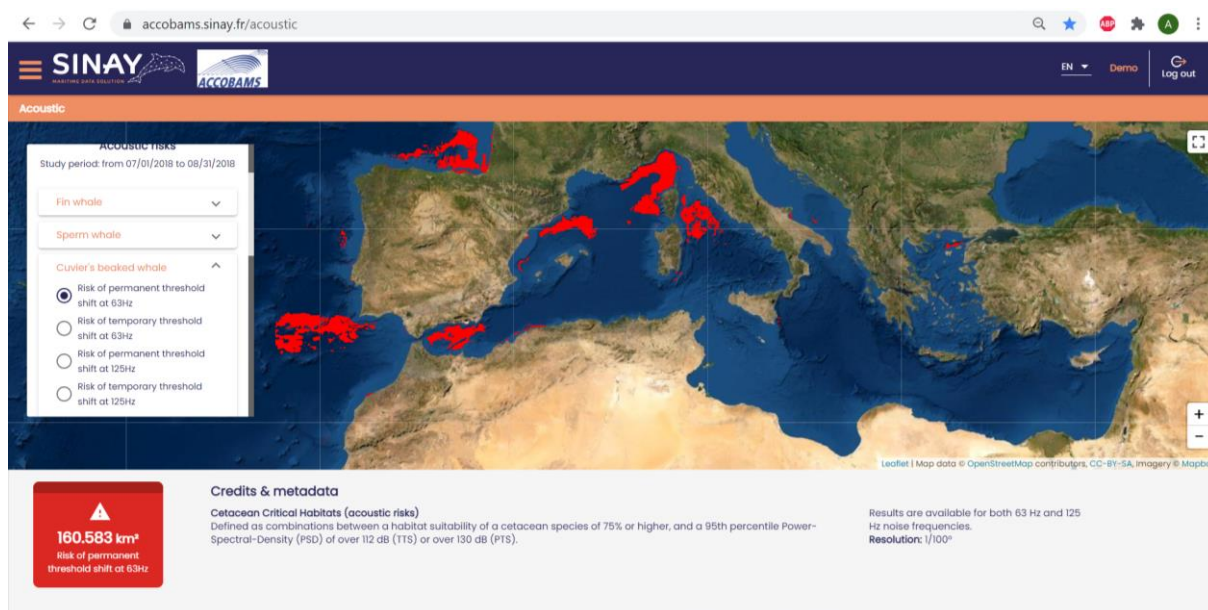 accobams.sinay.fr/acoustic
ABP
A
SINAY
MARITIME DATA SOLUTION
ACCOBAMS
EN
Demo
Log out
Acoustic
Acoustic risks
Study period: from 07/01/2018 to 08/31/2018
Fin whale
Sperm whale
Cuvier's beaked whale
Risk of permanent threshold
shift at 63Hz
Risk of temporary threshold
shift at 63Hz
Risk of permanent threshold
shift at 125Hz
Risk of temporary threshold
shift at 125Hz
+
−
Leaflet | Map data © OpenStreetMap contributors, CC-BY-SA, Imagery © Mapb
160.583 km²
Risk of permanent
threshold shift at 63Hz
Credits & metadata
Cetacean Critical Habitats (acoustic risks)
Defined as combinations between a habitat suitability of a cetacean species of 75% or higher, and a 95th percentile Power-
Spectral-Density (PSD) of over 112 dB (TTS) or over 130 dB (PTS).
Results are available for both 63 Hz and 125
Hz noise frequencies.
Resolution: 1/100°